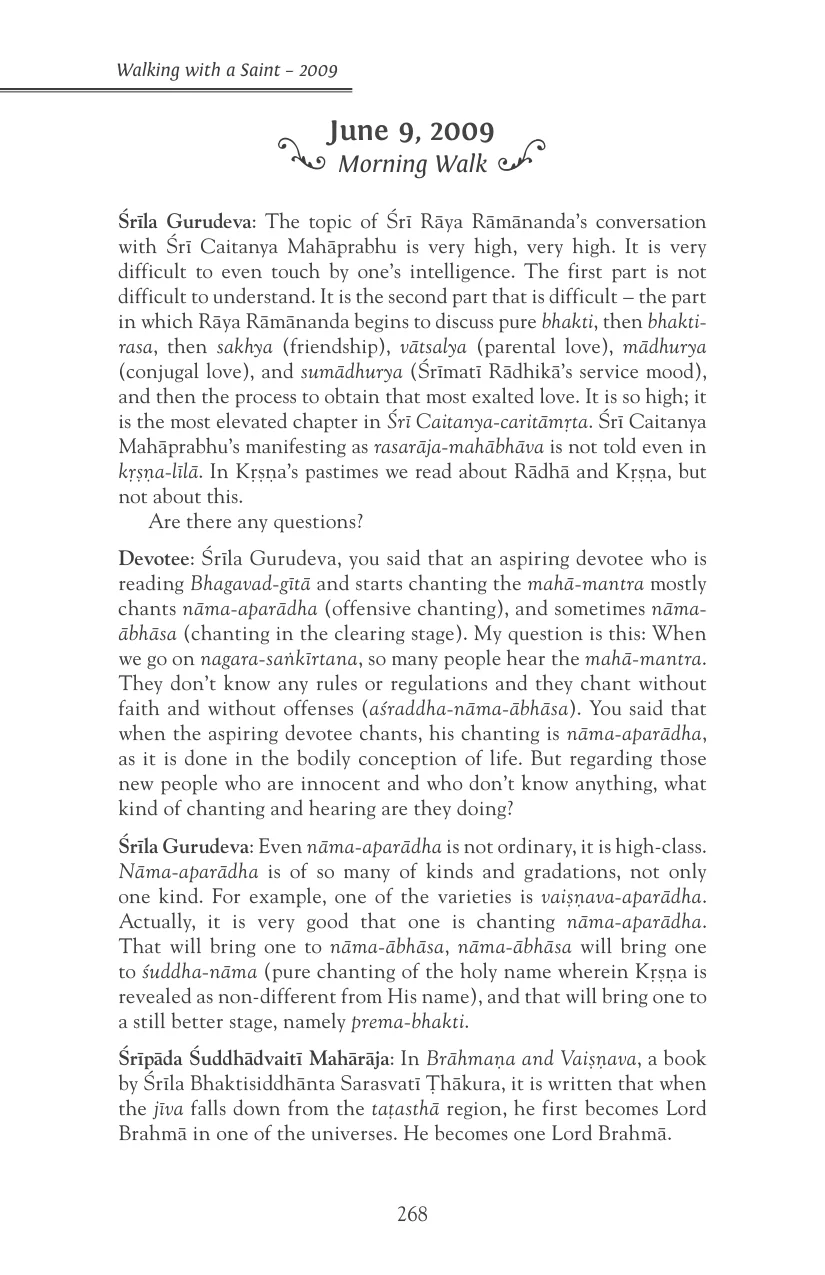 Walking with a Saint – 2009
June 9, 2009
Morning Walk
Śrīla Gurudeva: The topic of Śrī Rāya Rāmānanda’s conversation
with Śrī Caitanya Mahāprabhu is very high, very high. It is very
difficult to even touch by one’s intelligence. The first part is not
difficult to understand. It is the second part that is difficult – the part
in which Rāya Rāmānanda begins to discuss pure bhakti, then bhakti-
rasa, then sakhya (friendship), vātsalya (parental love), mādhurya
(conjugal love), and sumādhurya (Śrīmatī Rādhikā’s service mood),
and then the process to obtain that most exalted love. It is so high; it
is the most elevated chapter in Śrī Caitanya-caritāmṛta. Śrī Caitanya
Mahāprabhu’s manifesting as rasarāja-mahābhāva is not told even in
kṛṣṇa-līlā. In Kṛṣṇa’s pastimes we read about Rādhā and Kṛṣṇa, but
not about this.
Are there any questions?
Devotee: Śrīla Gurudeva, you said that an aspiring devotee who is
reading Bhagavad-gītā and starts chanting the mahā-mantra mostly
chants nāma-aparādha (offensive chanting), and sometimes nāma-
ābhāsa (chanting in the clearing stage). My question is this: When
we go on nagara-saṅkīrtana, so many people hear the mahā-mantra.
They don’t know any rules or regulations and they chant without
faith and without offenses (aśraddha-nāma-ābhāsa). You said that
when the aspiring devotee chants, his chanting is nāma-aparādha,
as it is done in the bodily conception of life. But regarding those
new people who are innocent and who don’t know anything, what
kind of chanting and hearing are they doing?
Śrīla Gurudeva: Even nāma-aparādha is not ordinary, it is high-class.
Nāma-aparādha is of so many of kinds and gradations, not only
one kind. For example, one of the varieties is vaiṣṇava-aparādha.
Actually, it is very good that one is chanting nāma-aparādha.
That will bring one to nāma-ābhāsa, nāma-ābhāsa will bring one
to śuddha-nāma (pure chanting of the holy name wherein Kṛṣṇa is
revealed as non-different from His name), and that will bring one to
a still better stage, namely prema-bhakti.
Śrīpāda Śuddhādvaitī Mahārāja: In Brāhmaṇa and Vaiṣṇava, a book
by Śrīla Bhaktisiddhānta Sarasvatī Ṭhākura, it is written that when
the jīva falls down from the taṭasthā region, he first becomes Lord
Brahmā in one of the universes. He becomes one Lord Brahmā.
268